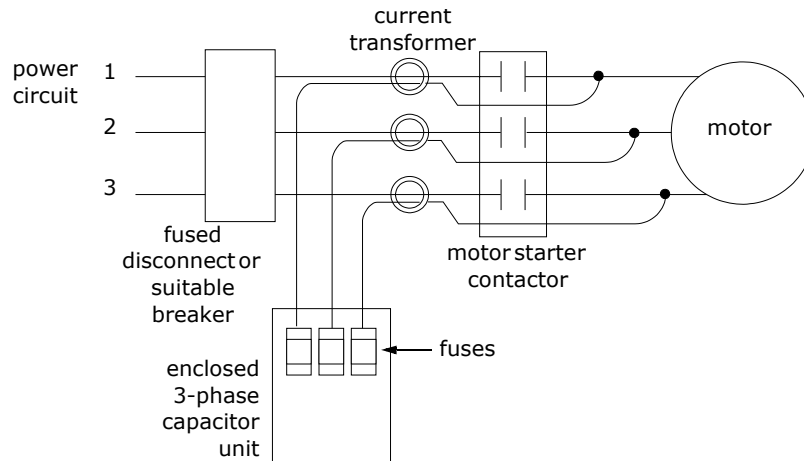 current
transformer
power
circuit
1
2
3
motor
fused
disconnect or
suitable
breaker
motor starter
contactor
fuses
enclosed
3-phase
capacitor
unit